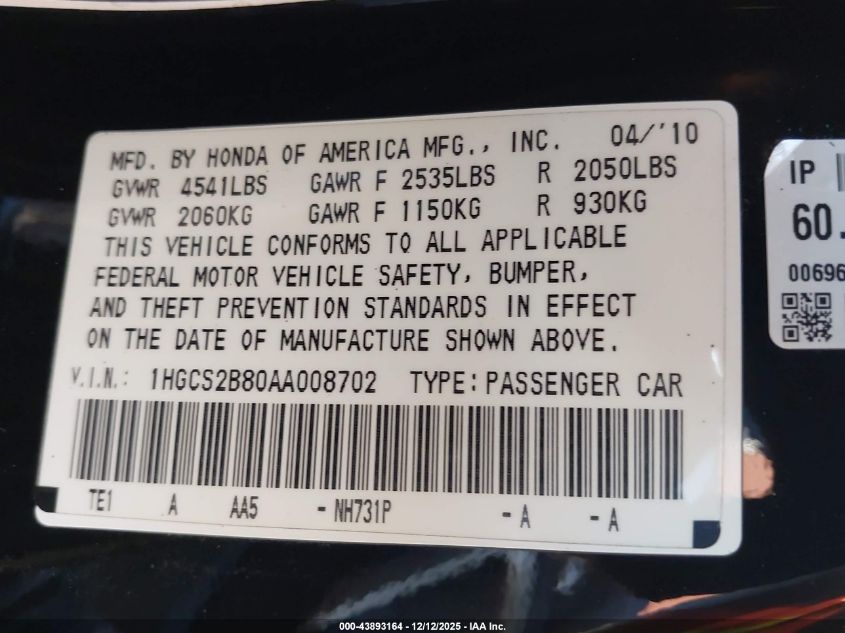 MFD. BY HONDA OF AMERICA MFG., INC. 04/'10
GVWR 4541LBS GAWR F 2535LBS R 2050LBS
GVWR 2060KG GAWR F 1150KG R 930KG
THIS VEHICLE CONFORMS TO ALL APPLICABLE
FEDERAL MOTOR VEHICLE SAFETY, BUMPER,
AND THEFT PREVENTION STANDARDS IN EFFECT
ON THE DATE OF MANUFACTURE SHOWN ABOVE.
V.I.N.: 1HGCS2B80AA008702 TYPE: PASSENGER CAR
TE1 A AA5 - NH731P - A - A
IP
60.
00696
000-43893164 - 12/12/2025 - IAA Inc.